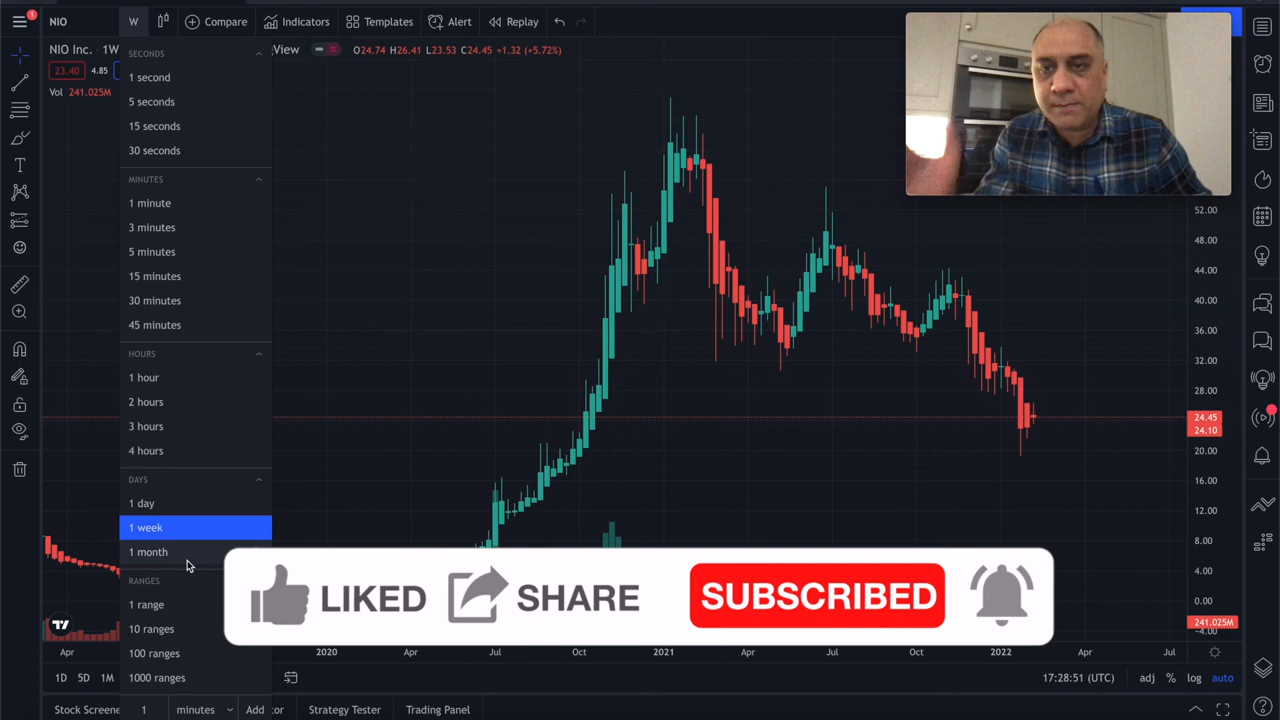 NIO
W
Compare
Indicators
Templates
Alert
Replay
1
NIO Inc. · 1W
View
O24.74 H26.41 L23.53 C24.45 +1.32 (+5.72%)
23.40
4.85
Vol 241.025M
SECONDS
1 second
5 seconds
15 seconds
30 seconds
MINUTES
1 minute
3 minutes
5 minutes
15 minutes
30 minutes
45 minutes
HOURS
1 hour
2 hours
3 hours
4 hours
DAYS
1 day
1 week
1 month
RANGES
1 range
10 ranges
100 ranges
1000 ranges
1 minutes Add
52.00
48.00
44.00
40.00
36.00
32.00
28.00
24.45
24.10
20.00
16.00
12.00
8.00
4.00
0.00
241.025M
−4.00
LIKED
SHARE
SUBSCRIBED
Apr
2020
Apr
Jul
Oct
2021
Apr
Jul
Oct
2022
Apr
Jul
1D 5D 1M
17:28:51 (UTC)
adj % log auto
Stock Screene
tor
Strategy Tester
Trading Panel